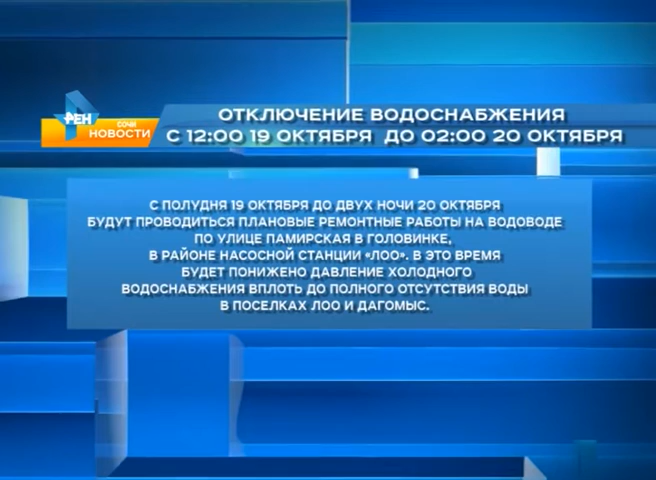 ОТКЛЮЧЕНИЕ ВОДОСНАБЖЕНИЯ
С 12:00 19 ОКТЯБРЯ ДО 02:00 20 ОКТЯБРЯ
РЕН
СОЧИ
НОВОСТИ
С ПОЛУДНЯ 19 ОКТЯБРЯ ДО ДВУХ НОЧИ 20 ОКТЯБРЯ
БУДУТ ПРОВОДИТЬСЯ ПЛАНОВЫЕ РЕМОНТНЫЕ РАБОТЫ НА ВОДОВОДЕ
ПО УЛИЦЕ ПАМИРСКАЯ В ГОЛОВИНКЕ,
В РАЙОНЕ НАСОСНОЙ СТАНЦИИ «ЛОО». В ЭТО ВРЕМЯ
БУДЕТ ПОНИЖЕНО ДАВЛЕНИЕ ХОЛОДНОГО
ВОДОСНАБЖЕНИЯ ВПЛОТЬ ДО ПОЛНОГО ОТСУТСТВИЯ ВОДЫ
В ПОСЕЛКАХ ЛОО И ДАГОМЫС.